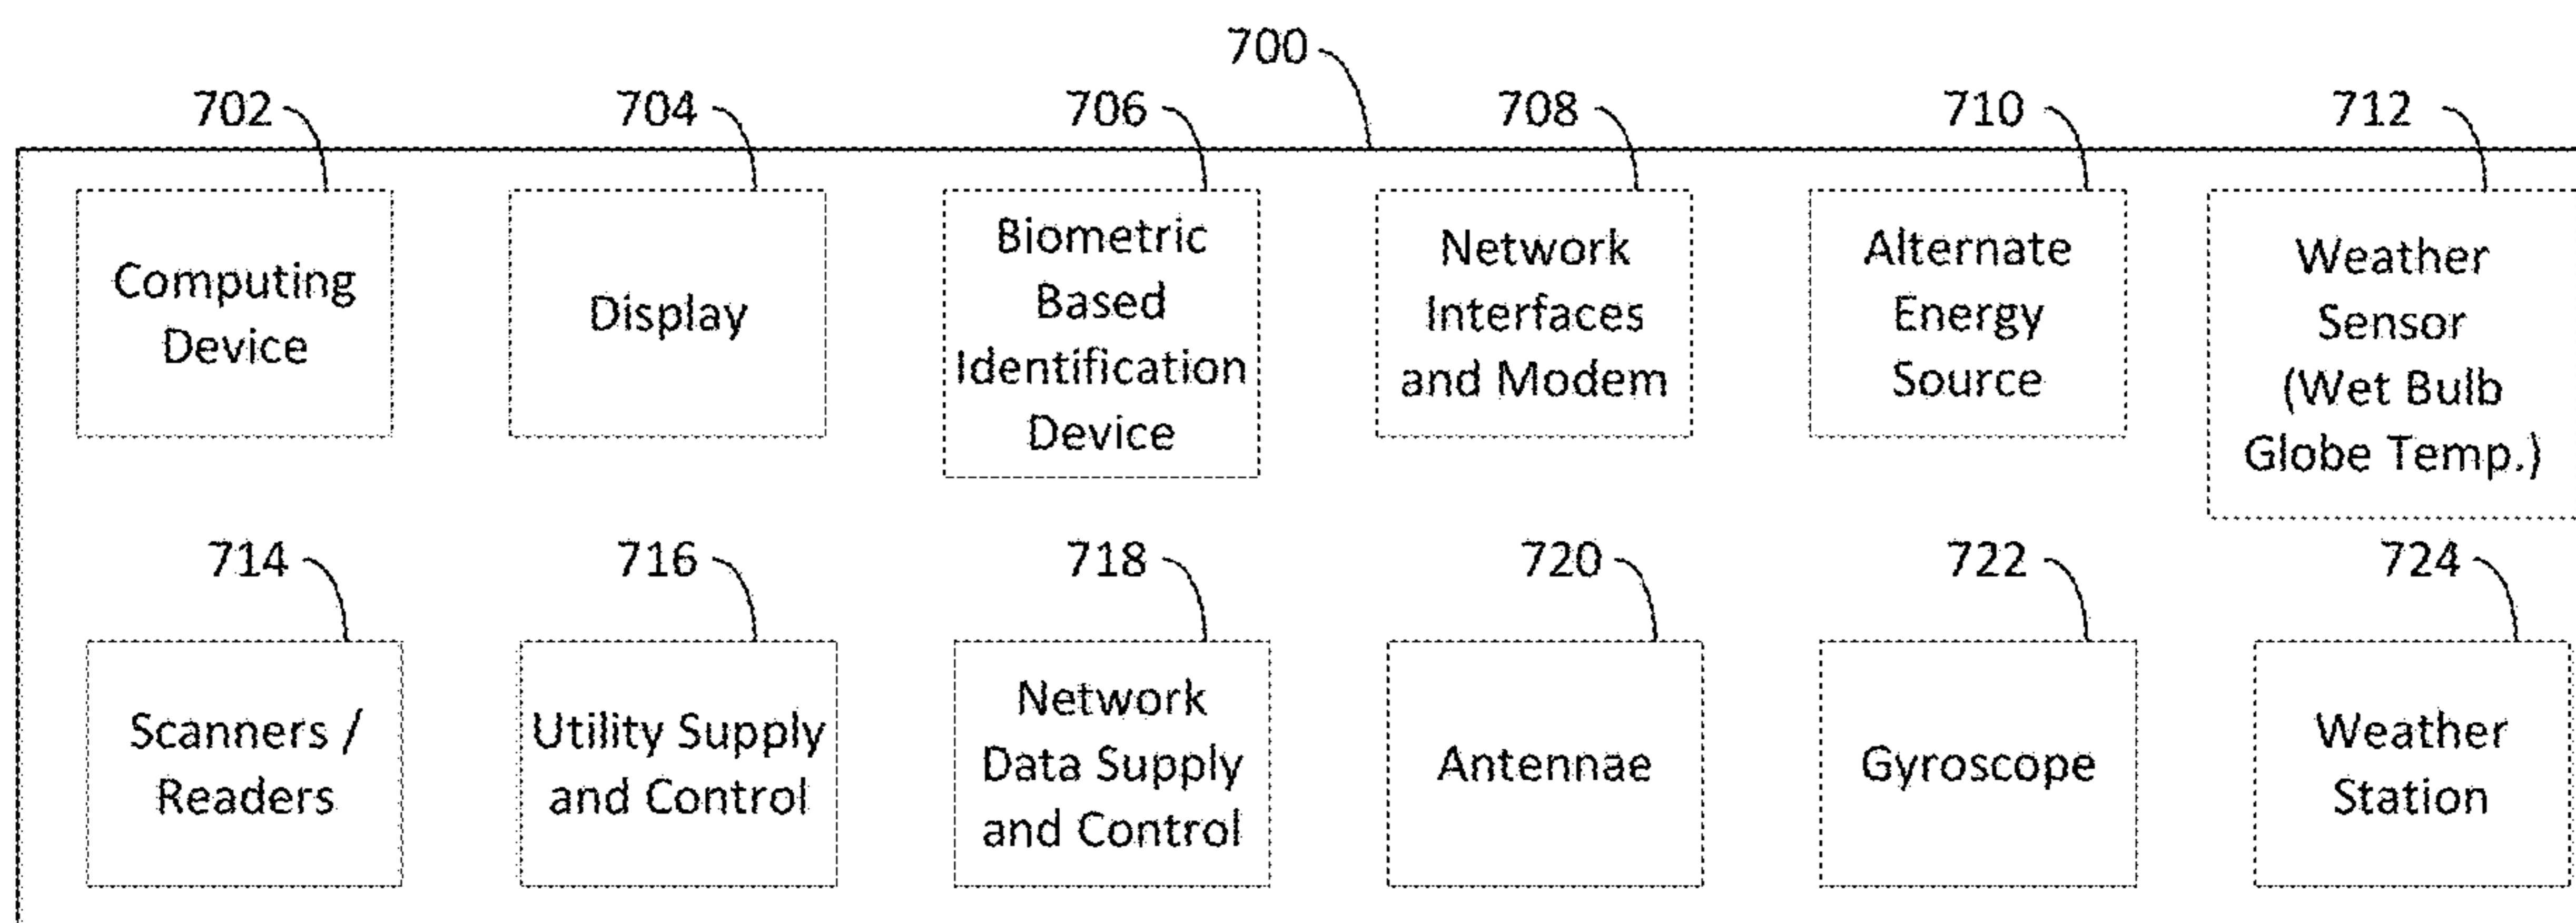 700
702
704
706
708
710
712
Computing
Device
Display
Biometric
Based
Identification
Device
Network
Interfaces
and Modem
Alternate
Energy
Source
Weather
Sensor
(Wet Bulb
Globe Temp.)
714
716
718
720
722
724
Scanners /
Readers
Utility Supply
and Control
Network
Data Supply
and Control
Antennae
Gyroscope
Weather
Station